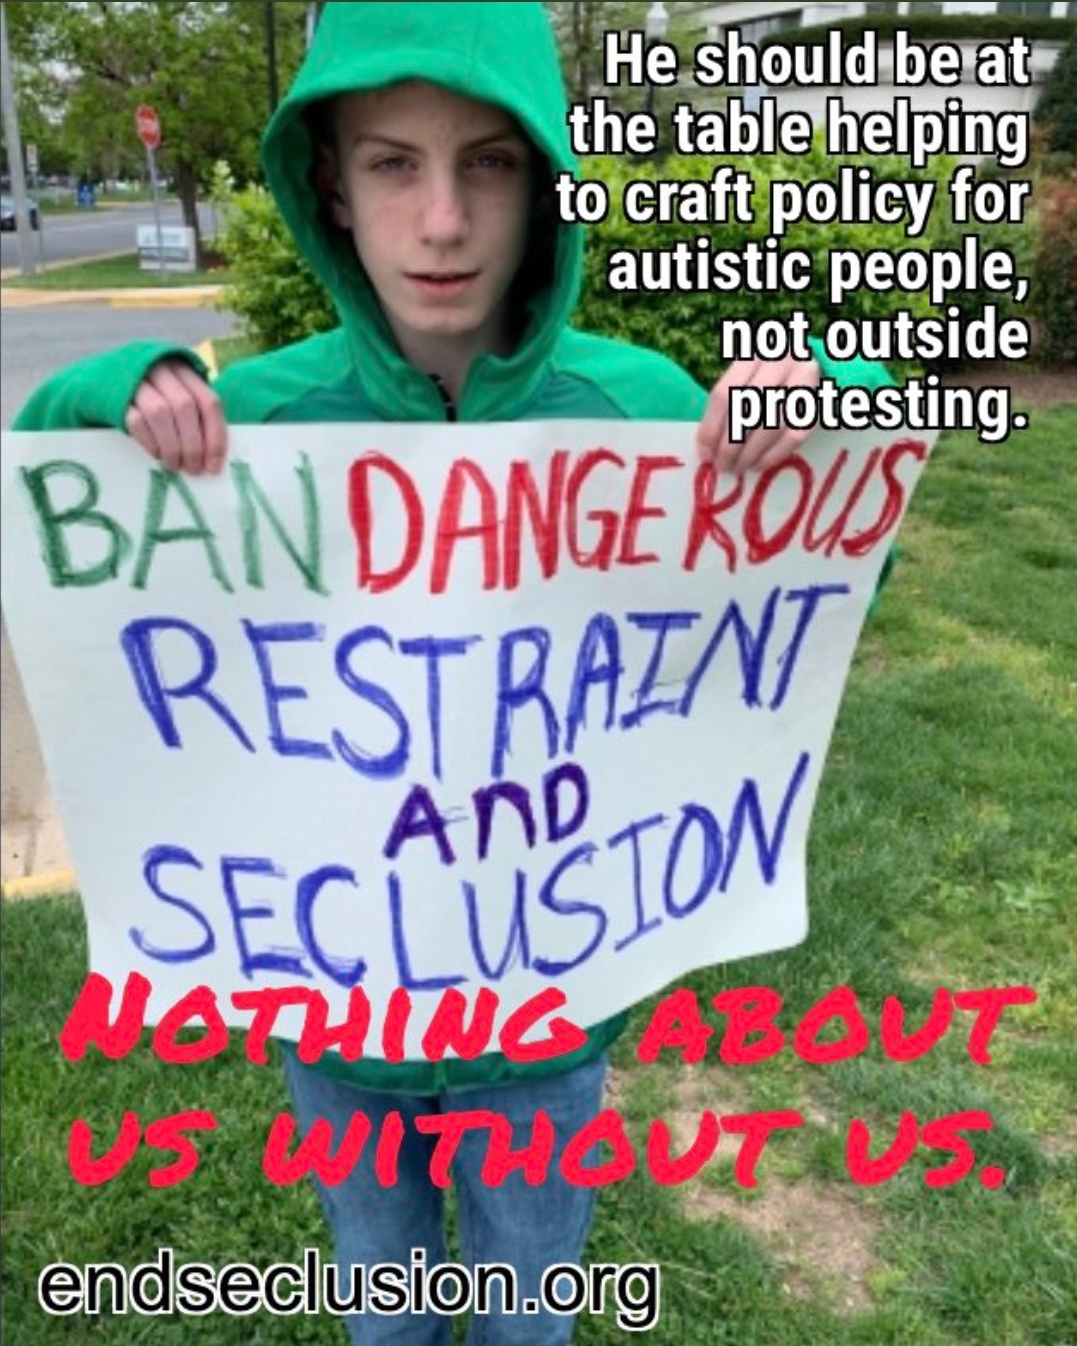 He should be at
the table helping
to craft policy for
autistic people,
not outside
protesting.
BAN DANGEROUS
RESTRAINT
AnD
SECLUSION
Nothing about
us without us.
endseclusion.org